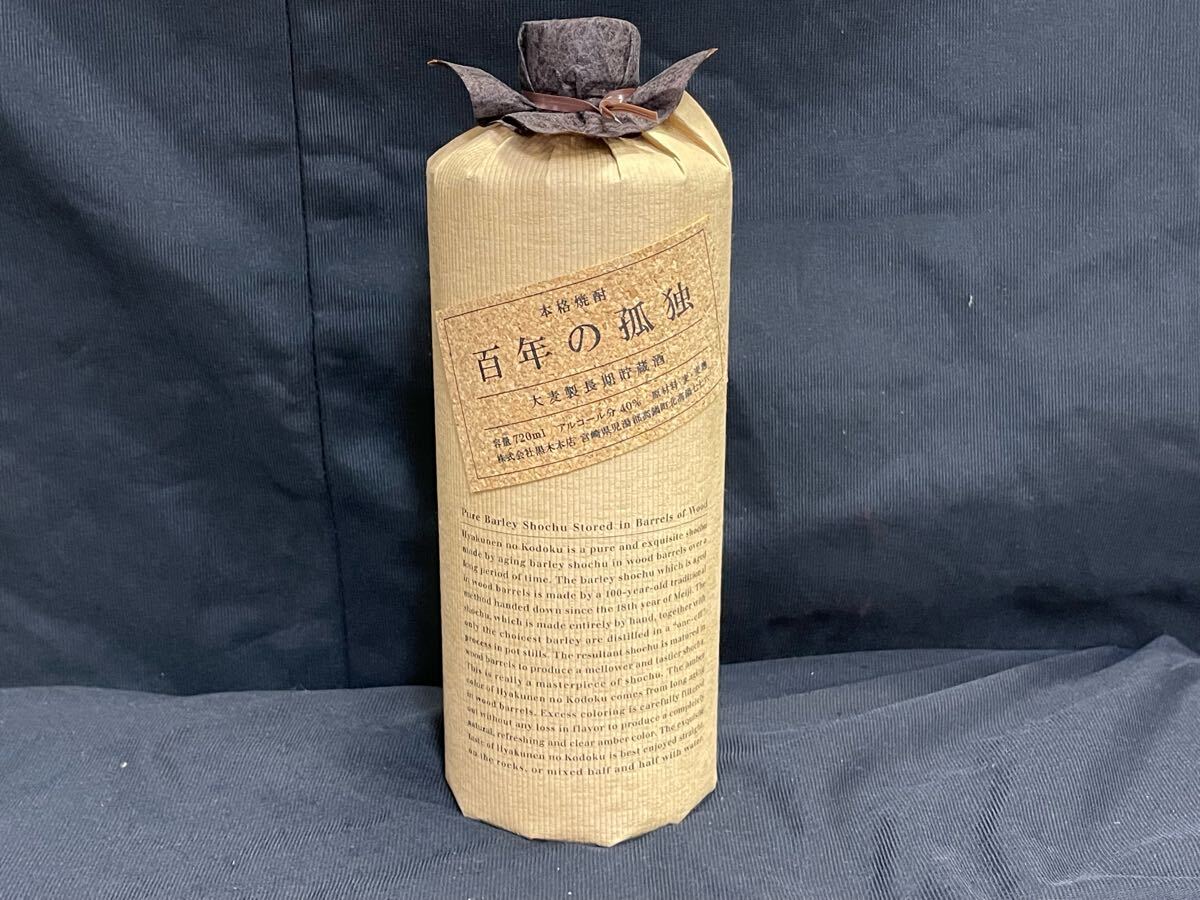 本格焼酎
百年の孤独
大麦製長期貯蔵酒
容量720ml アルコール分40% 原材料 麦・麦麹
株式会社黒木本店 宮崎県児湯郡高鍋町北高鍋
Pure Barley Shochu Stored in Barrels of Wood
Hyakunen no Kodoku is a pure and exquisite shochu
made by aging barley shochu in wood barrels over a
long period of time. The barley shochu which is aged
in wood barrels is made by a 100-year-old traditional
method handed down since the 18th year of Meiji. The
shochu, which is made entirely by hand, together with
only the choicest barley are distilled in a "one-cup"
process in pot stills. The resultant shochu is matured in
wood barrels to produce a mellower and tastier shochu.
This is really a masterpiece of shochu. The amber
color of Hyakunen no Kodoku comes from long aging
in wood barrels. Excess coloring is carefully filtered
out without any loss in flavor to produce a completely
natural, refreshing and clear amber color. The exquisite
taste of Hyakunen no Kodoku is best enjoyed straight,
on the rocks, or mixed half and half with water.